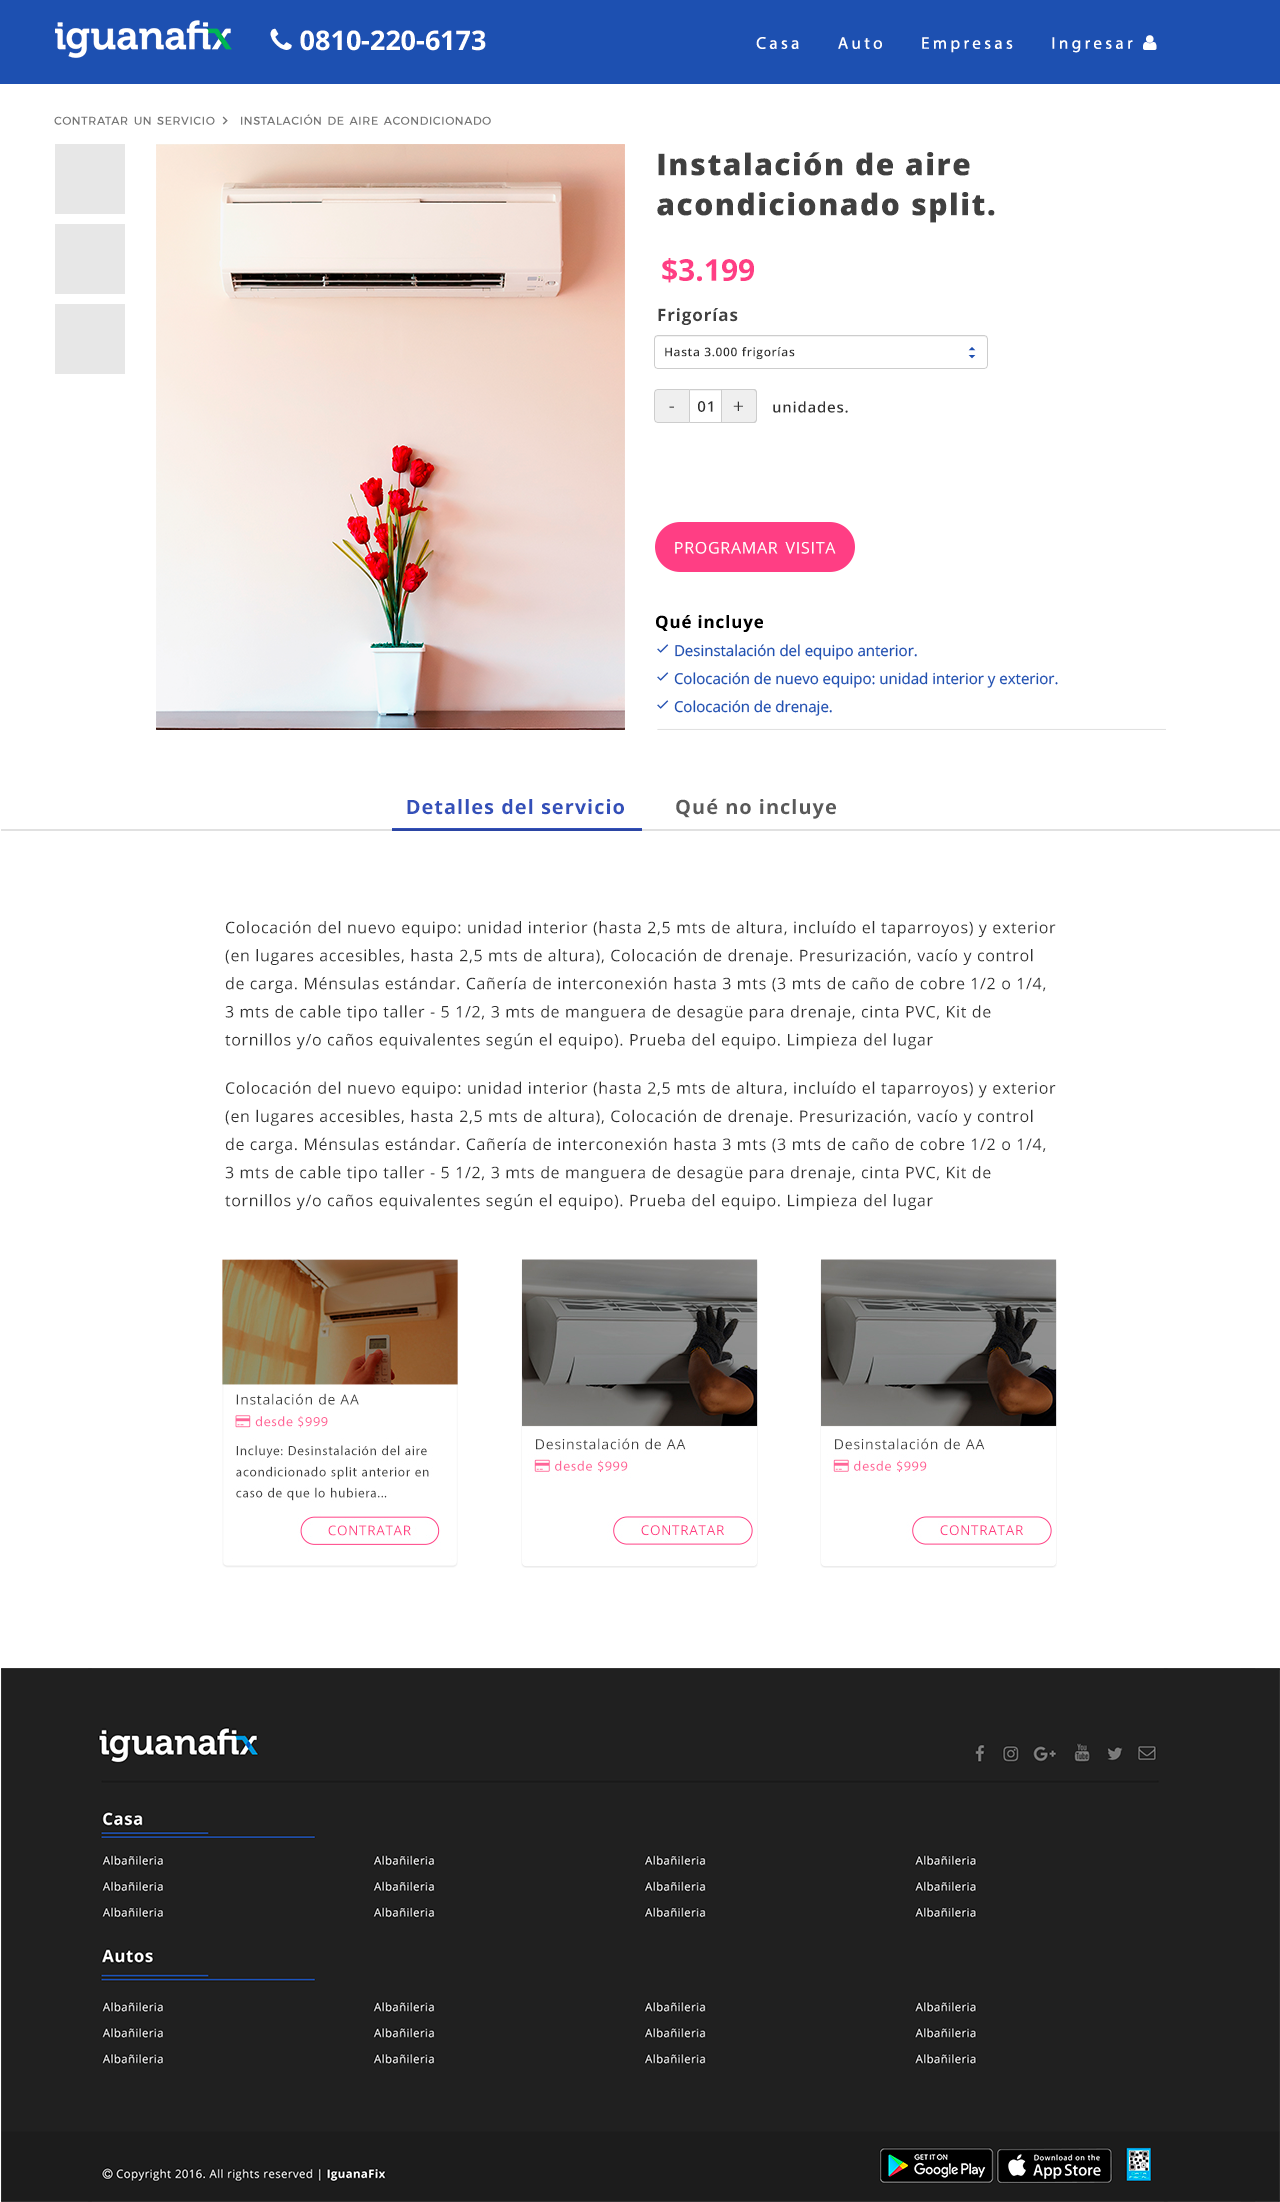 iguanafix
0810-220-6173
Casa
Auto
Empresas
Ingresar
CONTRATAR UN SERVICIO > INSTALACIÓN DE AIRE ACONDICIONADO
Instalación de aire
acondicionado split.
$3.199
Frigorías
Hasta 3.000 frigorías
- 01 + unidades.
PROGRAMAR VISITA
Qué incluye
Desinstalación del equipo anterior.
Colocación de nuevo equipo: unidad interior y exterior.
Colocación de drenaje.
Detalles del servicio
Qué no incluye
Colocación del nuevo equipo: unidad interior (hasta 2,5 mts de altura, incluído el taparroyos) y exterior
(en lugares accesibles, hasta 2,5 mts de altura), Colocación de drenaje. Presurización, vacío y control
de carga. Ménsulas estándar. Cañería de interconexión hasta 3 mts (3 mts de caño de cobre 1/2 o 1/4,
3 mts de cable tipo taller - 5 1/2, 3 mts de manguera de desagüe para drenaje, cinta PVC, Kit de
tornillos y/o caños equivalentes según el equipo). Prueba del equipo. Limpieza del lugar
Colocación del nuevo equipo: unidad interior (hasta 2,5 mts de altura, incluído el taparroyos) y exterior
(en lugares accesibles, hasta 2,5 mts de altura), Colocación de drenaje. Presurización, vacío y control
de carga. Ménsulas estándar. Cañería de interconexión hasta 3 mts (3 mts de caño de cobre 1/2 o 1/4,
3 mts de cable tipo taller - 5 1/2, 3 mts de manguera de desagüe para drenaje, cinta PVC, Kit de
tornillos y/o caños equivalentes según el equipo). Prueba del equipo. Limpieza del lugar
Instalación de AA
desde $999
Incluye: Desinstalación del aire
acondicionado split anterior en
caso de que lo hubiera...
CONTRATAR
Desinstalación de AA
desde $999
CONTRATAR
Desinstalación de AA
desde $999
CONTRATAR
iguanafix
You Tube
Casa
Albañileria Albañileria Albañileria Albañileria
Albañileria Albañileria Albañileria Albañileria
Albañileria Albañileria Albañileria Albañileria
Autos
Albañileria Albañileria Albañileria Albañileria
Albañileria Albañileria Albañileria Albañileria
Albañileria Albañileria Albañileria Albañileria
© Copyright 2016. All rights reserved | IguanaFix
GET IT ON
Google Play
Download on the
App Store